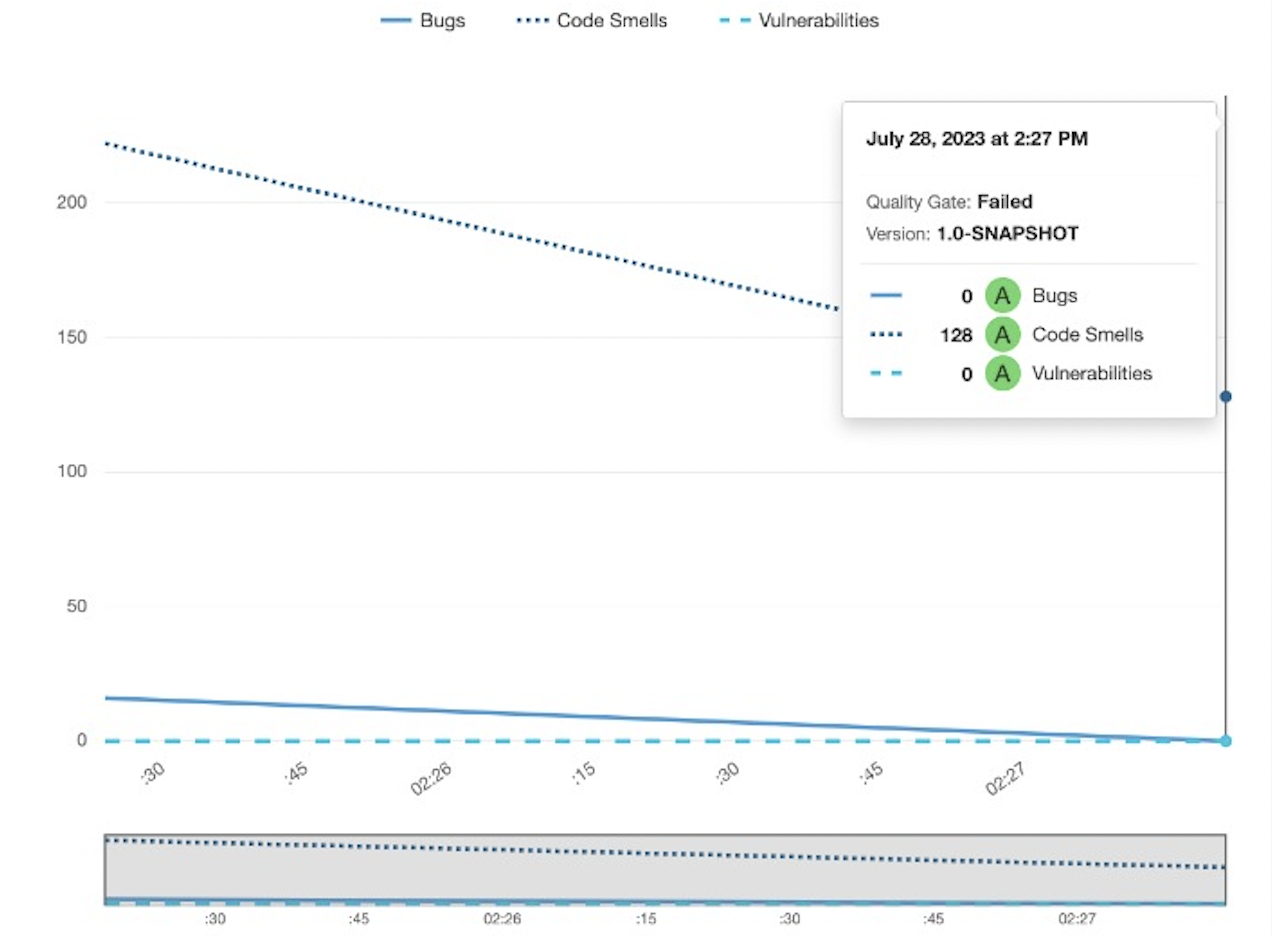 Bugs Code Smells Vulnerabilities
July 28, 2023 at 2:27 PM
Quality Gate: Failed
Version: 1.0-SNAPSHOT
0 A Bugs
128 A Code Smells
0 A Vulnerabilities
200
150
100
50
0
:30 :45 02:26 :15 :30 :45 02:27
:30 :45 02:26 :15 :30 :45 02:27